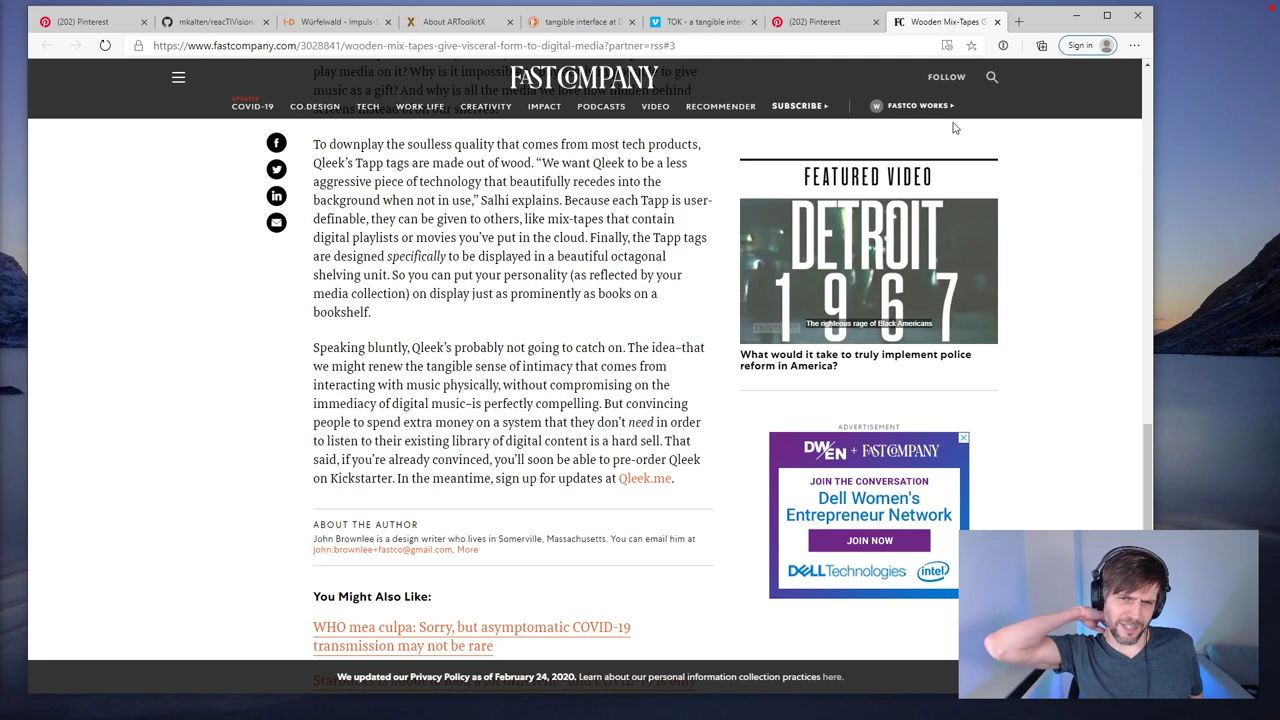 (202) Pinterest
mkalten/reacTIVision
Würfelwald - Impuls-D
About ARToolkitX
tangible interface at D
TOK - a tangible inter
(202) Pinterest
Wooden Mix-Tapes G
https://www.fastcompany.com/3028841/wooden-mix-tapes-give-visceral-form-to-digital-media?partner=rss#3
Sign in
FAST COMPANY
FOLLOW
UPDATED
COVID-19 CO.DESIGN TECH WORK LIFE CREATIVITY IMPACT PODCASTS VIDEO RECOMMENDER SUBSCRIBE FASTCO WORKS
To downplay the soulless quality that comes from most tech products,
Qleek’s Tapp tags are made out of wood. “We want Qleek to be a less
aggressive piece of technology that beautifully recedes into the
background when not in use,” Salhi explains. Because each Tapp is user-
definable, they can be given to others, like mix-tapes that contain
digital playlists or movies you’ve put in the cloud. Finally, the Tapp tags
are designed specifically to be displayed in a beautiful octagonal
shelving unit. So you can put your personality (as reflected by your
media collection) on display just as prominently as books on a
bookshelf.
Speaking bluntly, Qleek’s probably not going to catch on. The idea–that
we might renew the tangible sense of intimacy that comes from
interacting with music physically, without compromising on the
immediacy of digital music–is perfectly compelling. But convincing
people to spend extra money on a system that they don’t need in order
to listen to their existing library of digital content is a hard sell. That
said, if you’re already convinced, you’ll soon be able to pre-order Qleek
on Kickstarter. In the meantime, sign up for updates at Qleek.me.
ABOUT THE AUTHOR
John Brownlee is a design writer who lives in Somerville, Massachusetts. You can email him at
john.brownlee+fastco@gmail.com. More
You Might Also Like:
WHO mea culpa: Sorry, but asymptomatic COVID-19
transmission may not be rare
FEATURED VIDEO
DETROIT
1967
The righteous rage of Black Americans
What would it take to truly implement police
reform in America?
ADVERTISEMENT
DWEN + FAST COMPANY
JOIN THE CONVERSATION
Dell Women's
Entrepreneur Network
JOIN NOW
DELLTechnologies intel
We updated our Privacy Policy as of February 24, 2020. Learn about our personal information collection practices here.